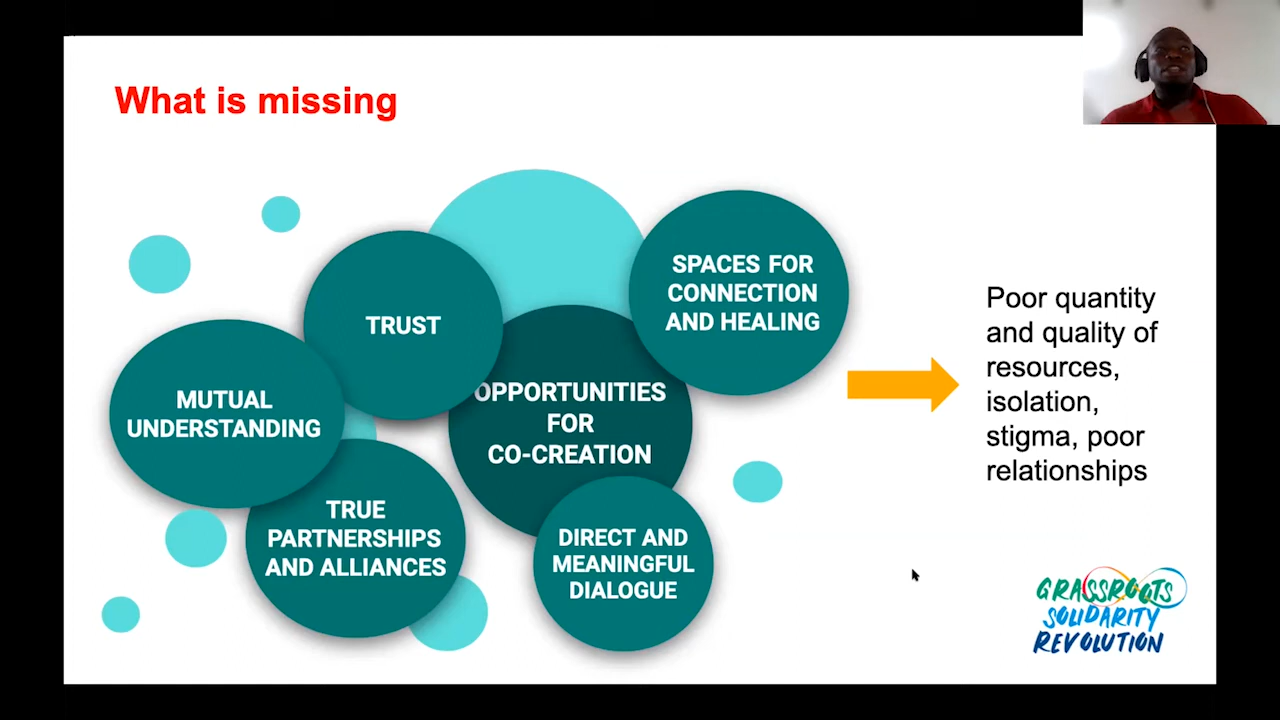 What is missing
TRUST
SPACES FOR
CONNECTION
AND HEALING
MUTUAL
UNDERSTANDING
OPPORTUNITIES
FOR
CO-CREATION
TRUE
PARTNERSHIPS
AND ALLIANCES
DIRECT AND
MEANINGFUL
DIALOGUE
Poor quantity
and quality of
resources,
isolation,
stigma, poor
relationships
GRASSROOTS
SOLIDARITY
REVOLUTION